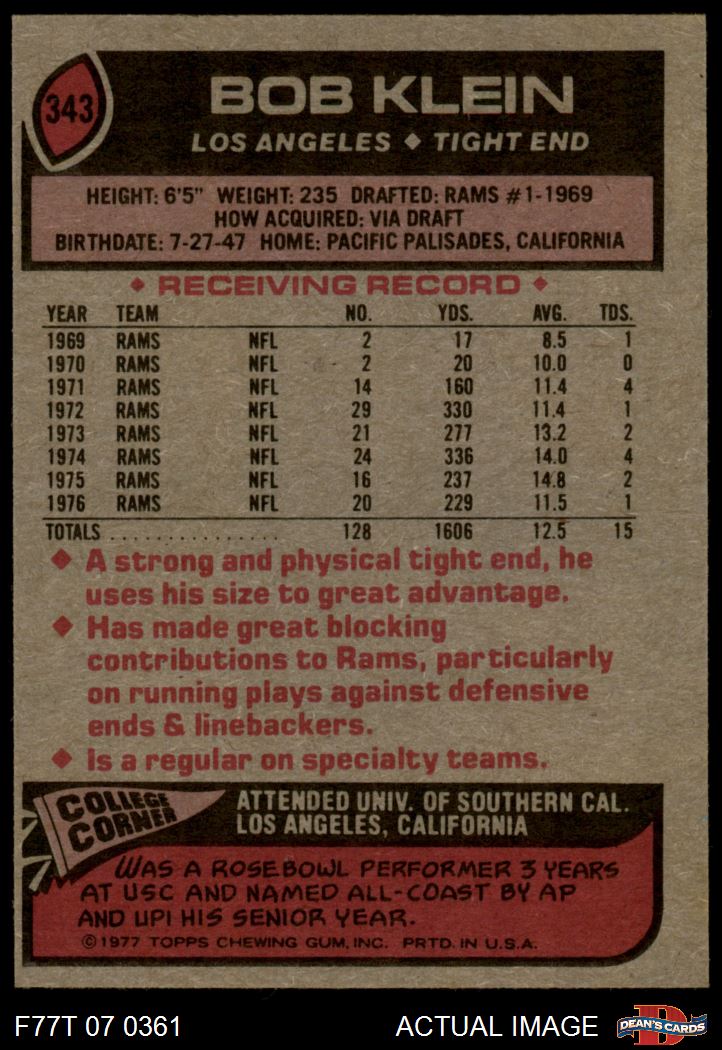 343
BOB KLEIN
LOS ANGELES ◆ TIGHT END
HEIGHT: 6'5" WEIGHT: 235 DRAFTED: RAMS #1-1969
HOW ACQUIRED: VIA DRAFT
BIRTHDATE: 7-27-47 HOME: PACIFIC PALISADES, CALIFORNIA
◆ RECEIVING RECORD ◆
YEAR TEAM NO. YDS. AVG. TDS.
1969 RAMS NFL 2 17 8.5 1
1970 RAMS NFL 2 20 10.0 0
1971 RAMS NFL 14 160 11.4 4
1972 RAMS NFL 29 330 11.4 1
1973 RAMS NFL 21 277 13.2 2
1974 RAMS NFL 24 336 14.0 4
1975 RAMS NFL 16 237 14.8 2
1976 RAMS NFL 20 229 11.5 1
TOTALS . . . . . . . . . . . . . . . 128 1606 12.5 15
◆ A strong and physical tight end, he
uses his size to great advantage.
◆ Has made great blocking
contributions to Rams, particularly
on running plays against defensive
ends & linebackers.
◆ Is a regular on specialty teams.
COLLEGE
CORNER
ATTENDED UNIV. OF SOUTHERN CAL.
LOS ANGELES, CALIFORNIA
WAS A ROSE BOWL PERFORMER 3 YEARS
AT USC AND NAMED ALL-COAST BY AP
AND UPI HIS SENIOR YEAR.
©1977 TOPPS CHEWING GUM, INC. PRTD. IN U.S.A.
F77T 07 0361
ACTUAL IMAGE
D
DEAN'S CARDS